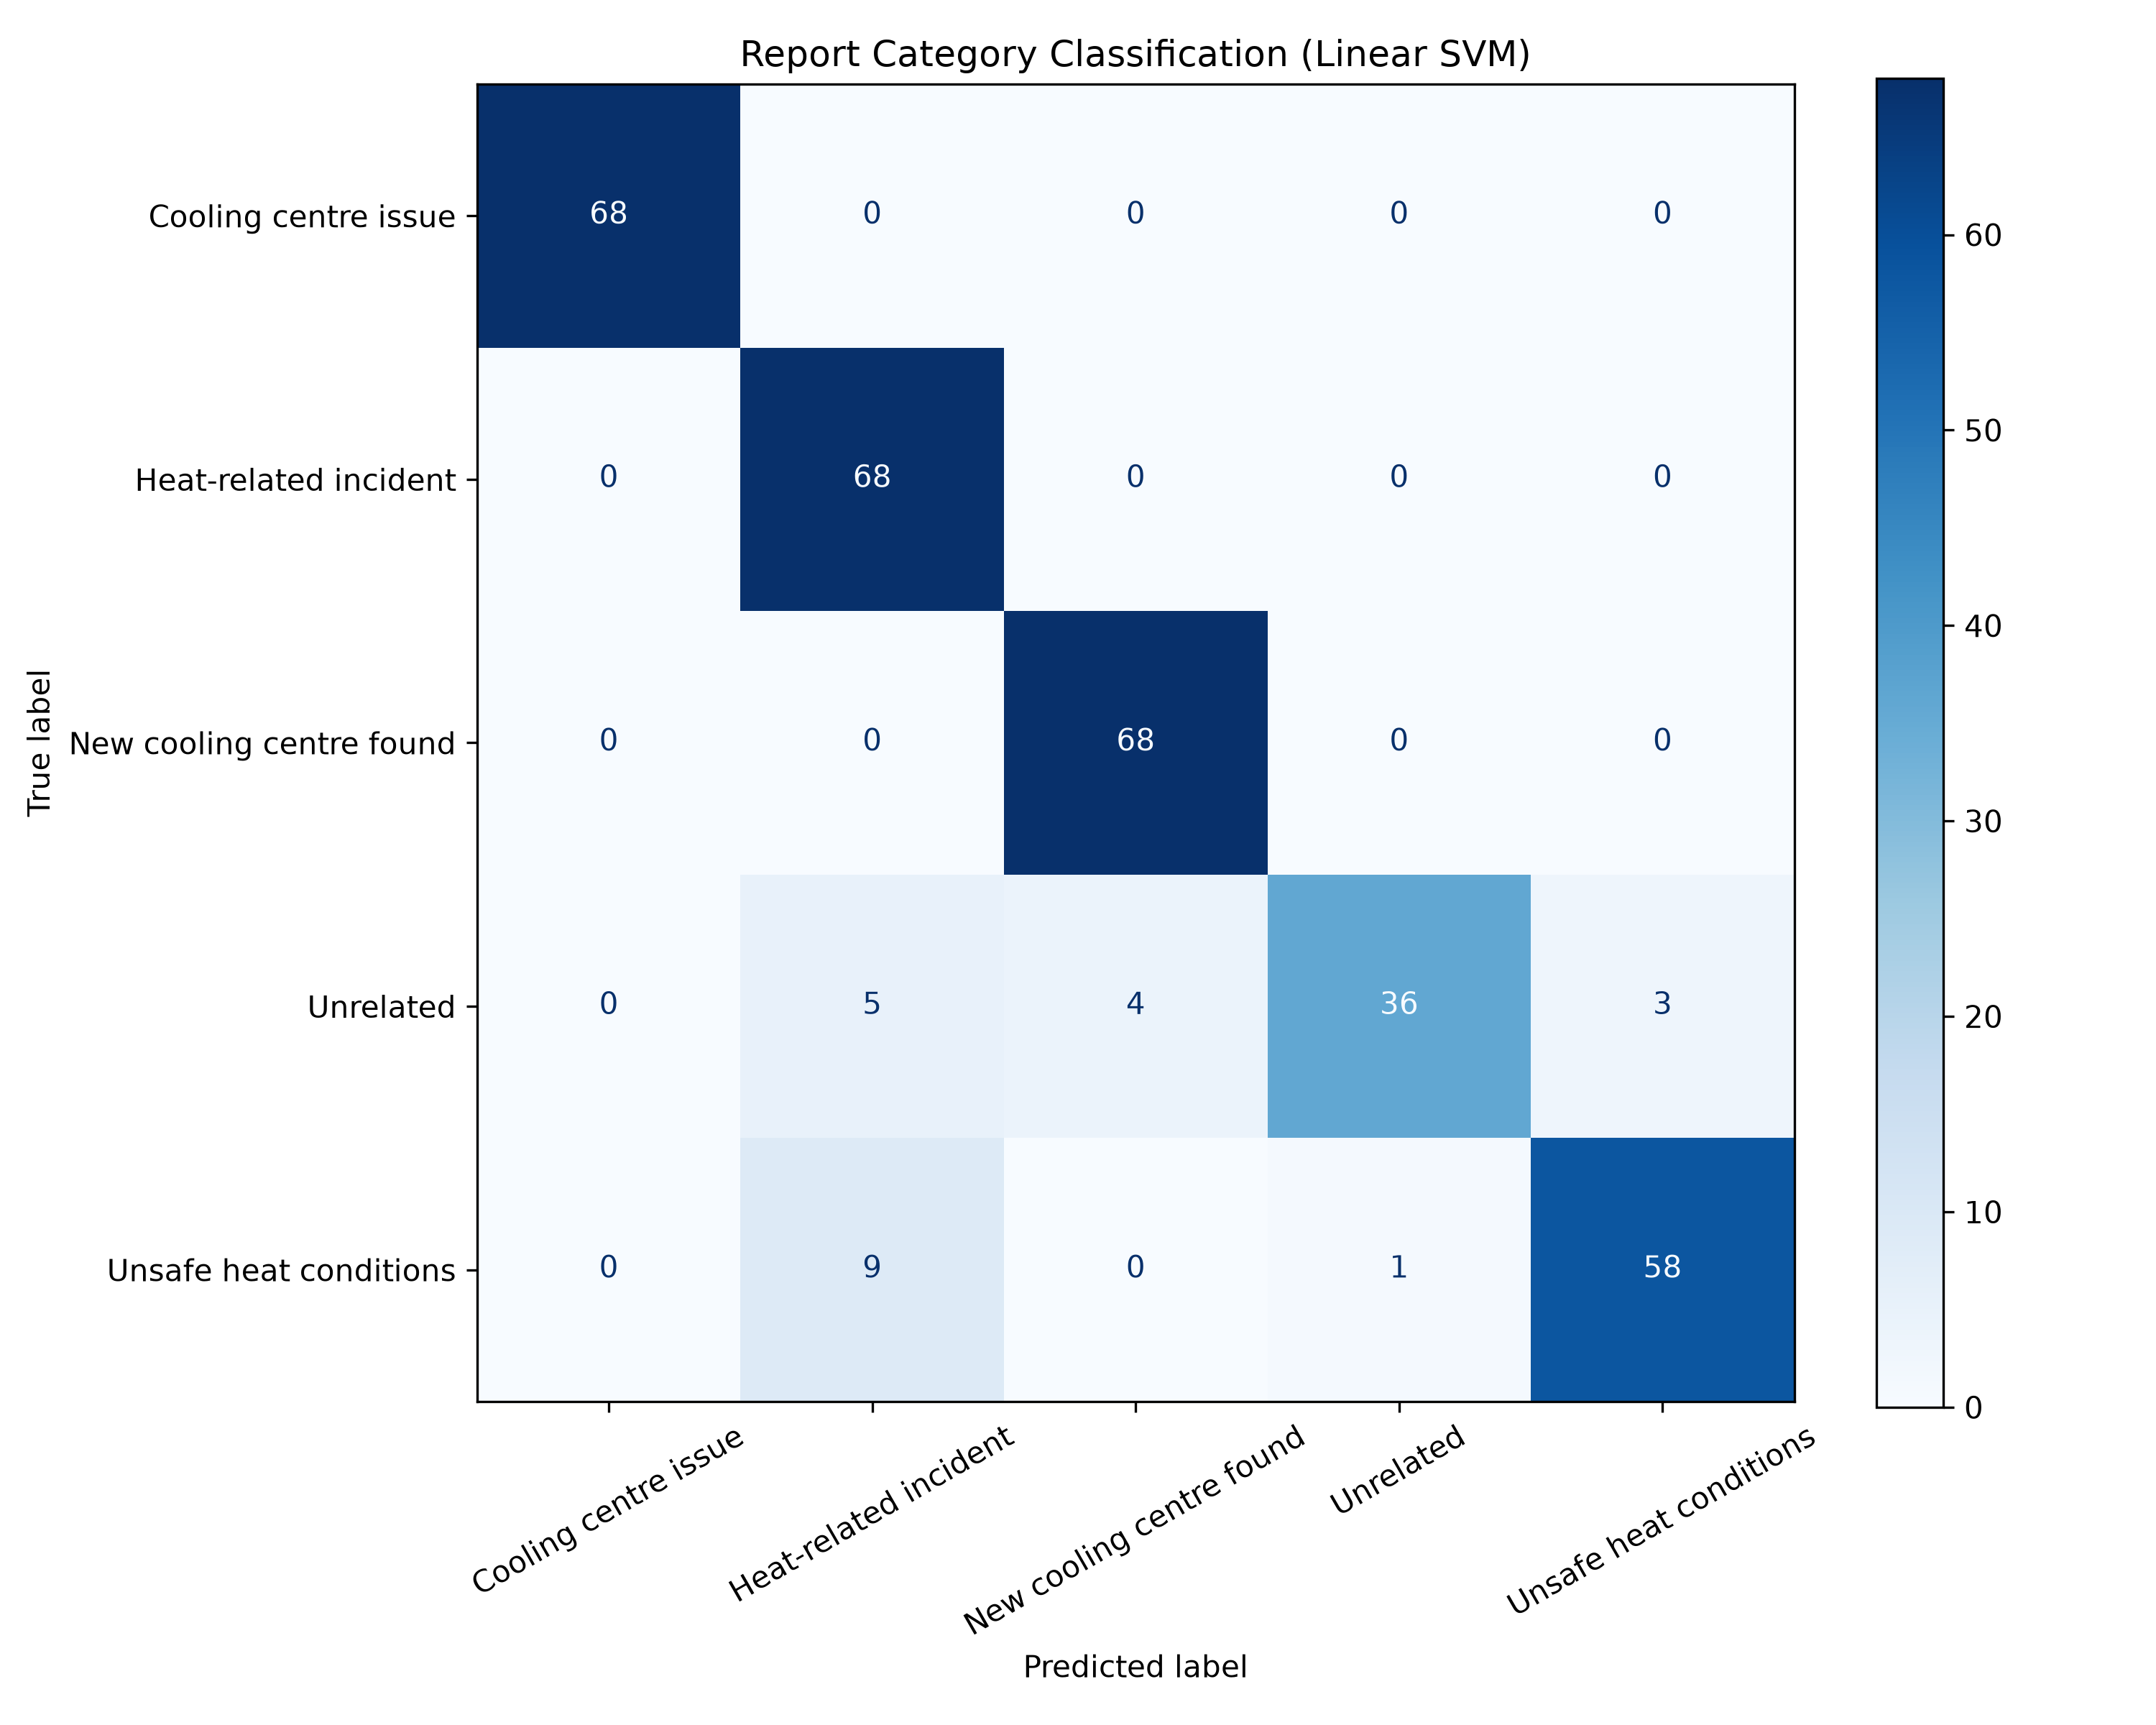 Report Category Classification (Linear SVM)
True label
Cooling centre issue
68 0 0 0 0
Heat-related incident
0 68 0 0 0
New cooling centre found
0 0 68 0 0
Unrelated
0 5 4 36 3
Unsafe heat conditions
0 9 0 1 58
Cooling centre issue
Heat-related incident
New cooling centre found
Unrelated
Unsafe heat conditions
Predicted label
60
50
40
30
20
10
0